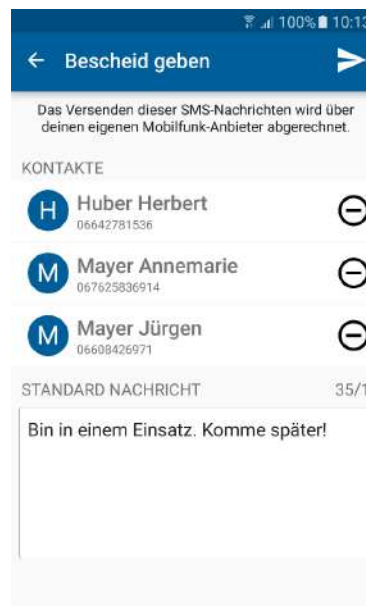 100% 10:13
Bescheid geben
Das Versenden dieser SMS-Nachrichten wird über
deinen eigenen Mobilfunk-Anbieter abgerechnet.
KONTAKTE
H Huber Herbert
06642781536
M Mayer Annemarie
067625836914
M Mayer Jürgen
06608426971
STANDARD NACHRICHT 35/1
Bin in einem Einsatz. Komme später!